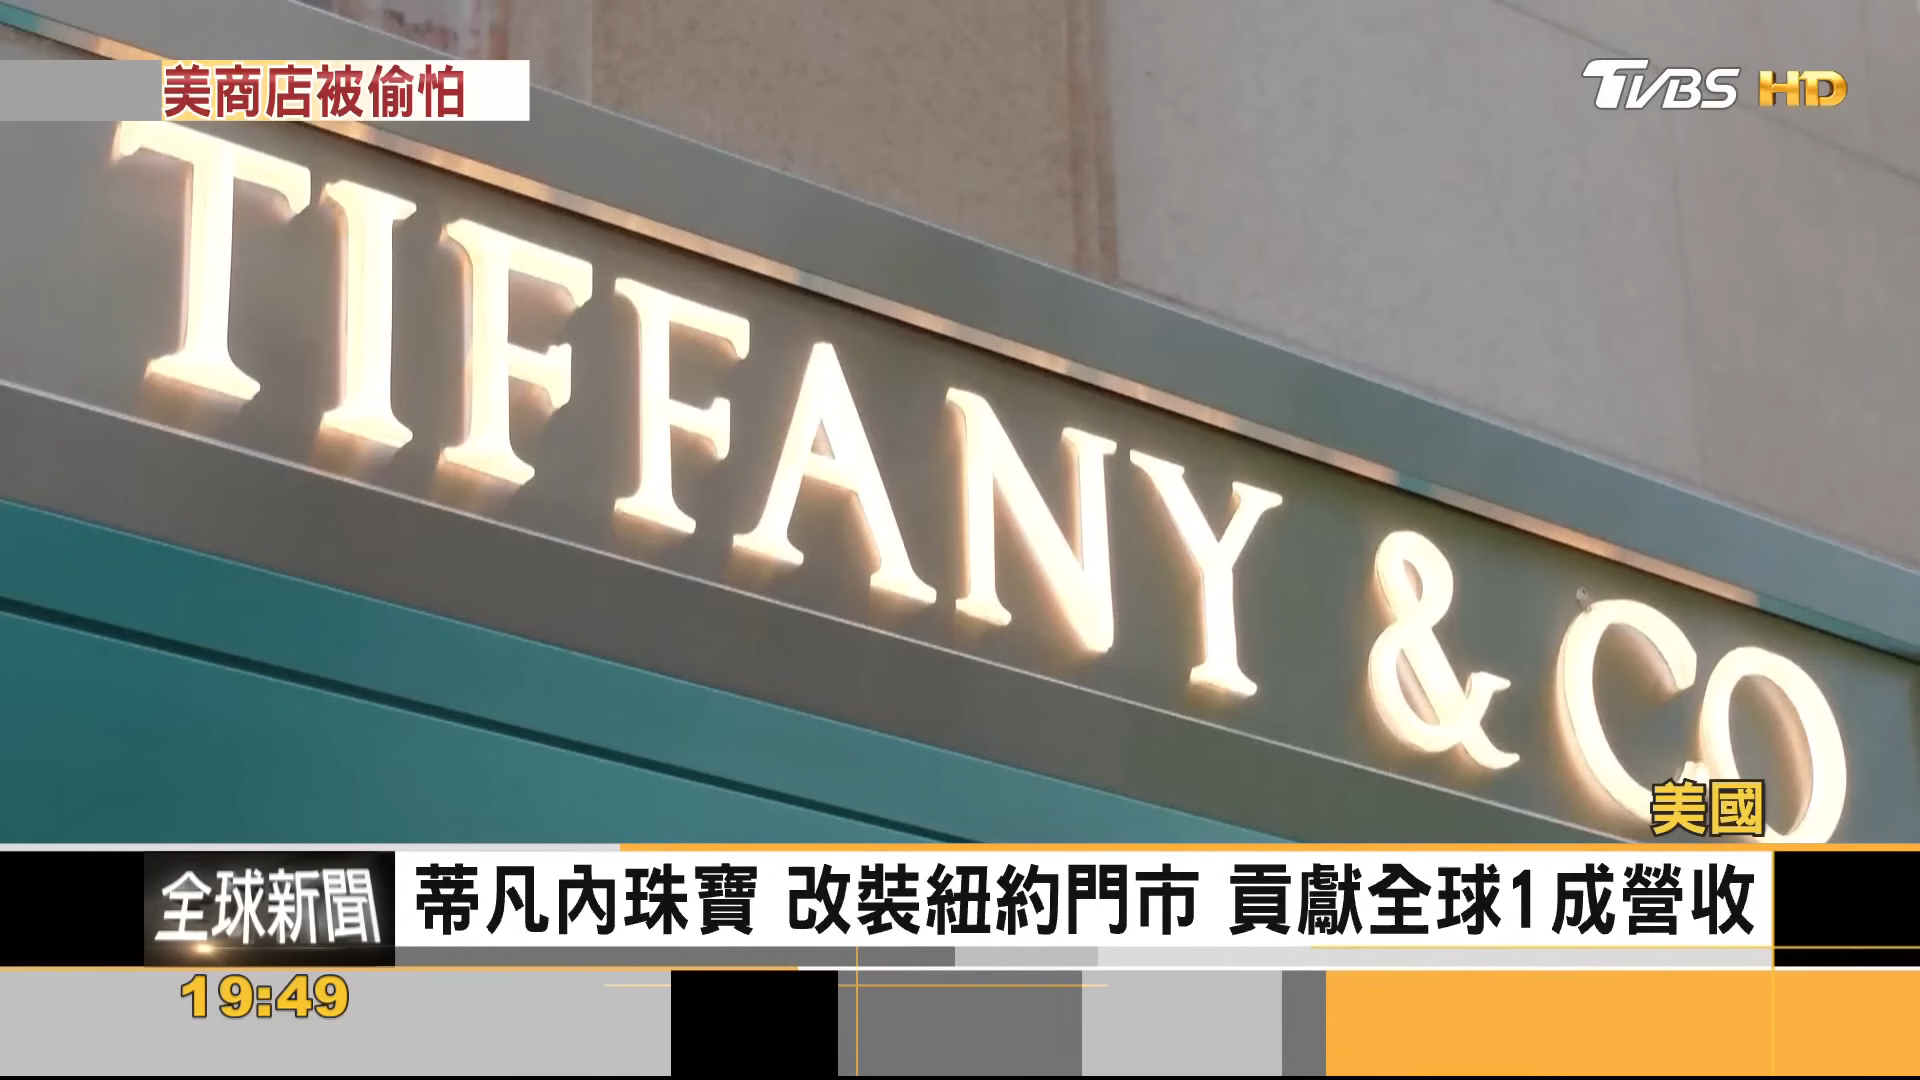 美商店被偷怕
TVBS HD
TIFFANY & CO
美國
全球新聞
蒂凡內珠寶 改裝紐約門市 貢獻全球1成營收
19:49